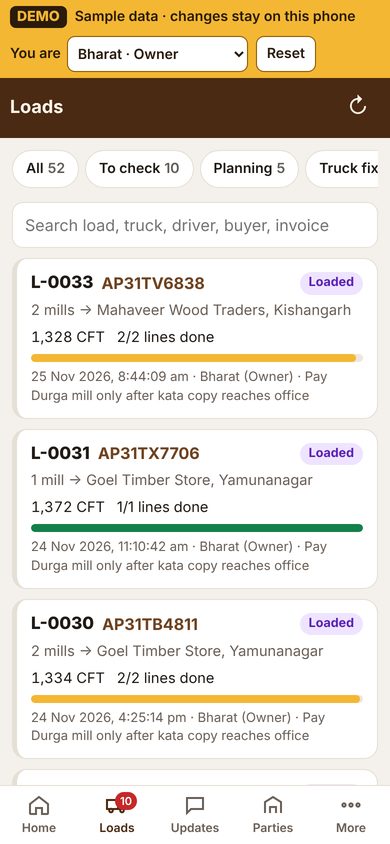 DEMO Sample data · changes stay on this phone
You are Bharat · Owner Reset
Loads
All 52 To check 10 Planning 5 Truck fix
Search load, truck, driver, buyer, invoice
L-0033 AP31TV6838 Loaded
2 mills → Mahaveer Wood Traders, Kishangarh
1,328 CFT 2/2 lines done
25 Nov 2026, 8:44:09 am · Bharat (Owner) · Pay
Durga mill only after kata copy reaches office
L-0031 AP31TX7706 Loaded
1 mill → Goel Timber Store, Yamunanagar
1,372 CFT 1/1 lines done
24 Nov 2026, 11:10:42 am · Bharat (Owner) · Pay
Durga mill only after kata copy reaches office
L-0030 AP31TB4811 Loaded
2 mills → Goel Timber Store, Yamunanagar
1,334 CFT 2/2 lines done
24 Nov 2026, 4:25:14 pm · Bharat (Owner) · Pay
Durga mill only after kata copy reaches office
10
Home Loads Updates Parties More